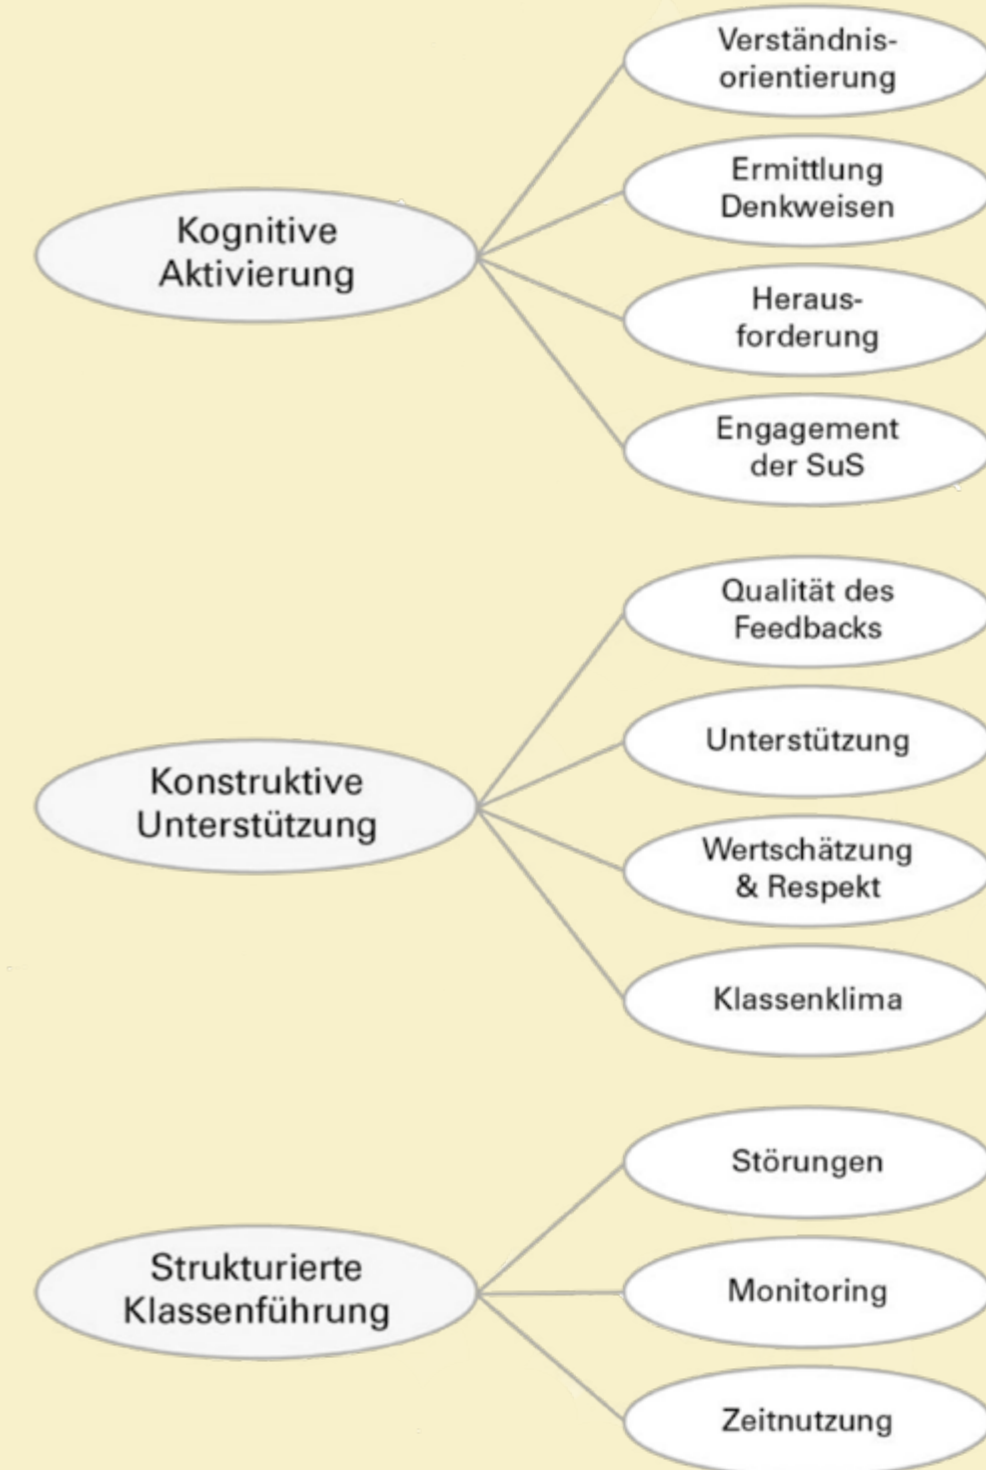 Verständnis-
orientierung
Ermittlung
Denkweisen
Kognitive
Aktivierung
Heraus-
forderung
Engagement
der SuS
Qualität des
Feedbacks
Unterstützung
Konstruktive
Unterstützung
Wertschätzung
& Respekt
Klassenklima
Störungen
Strukturierte
Klassenführung
Monitoring
Zeitnutzung